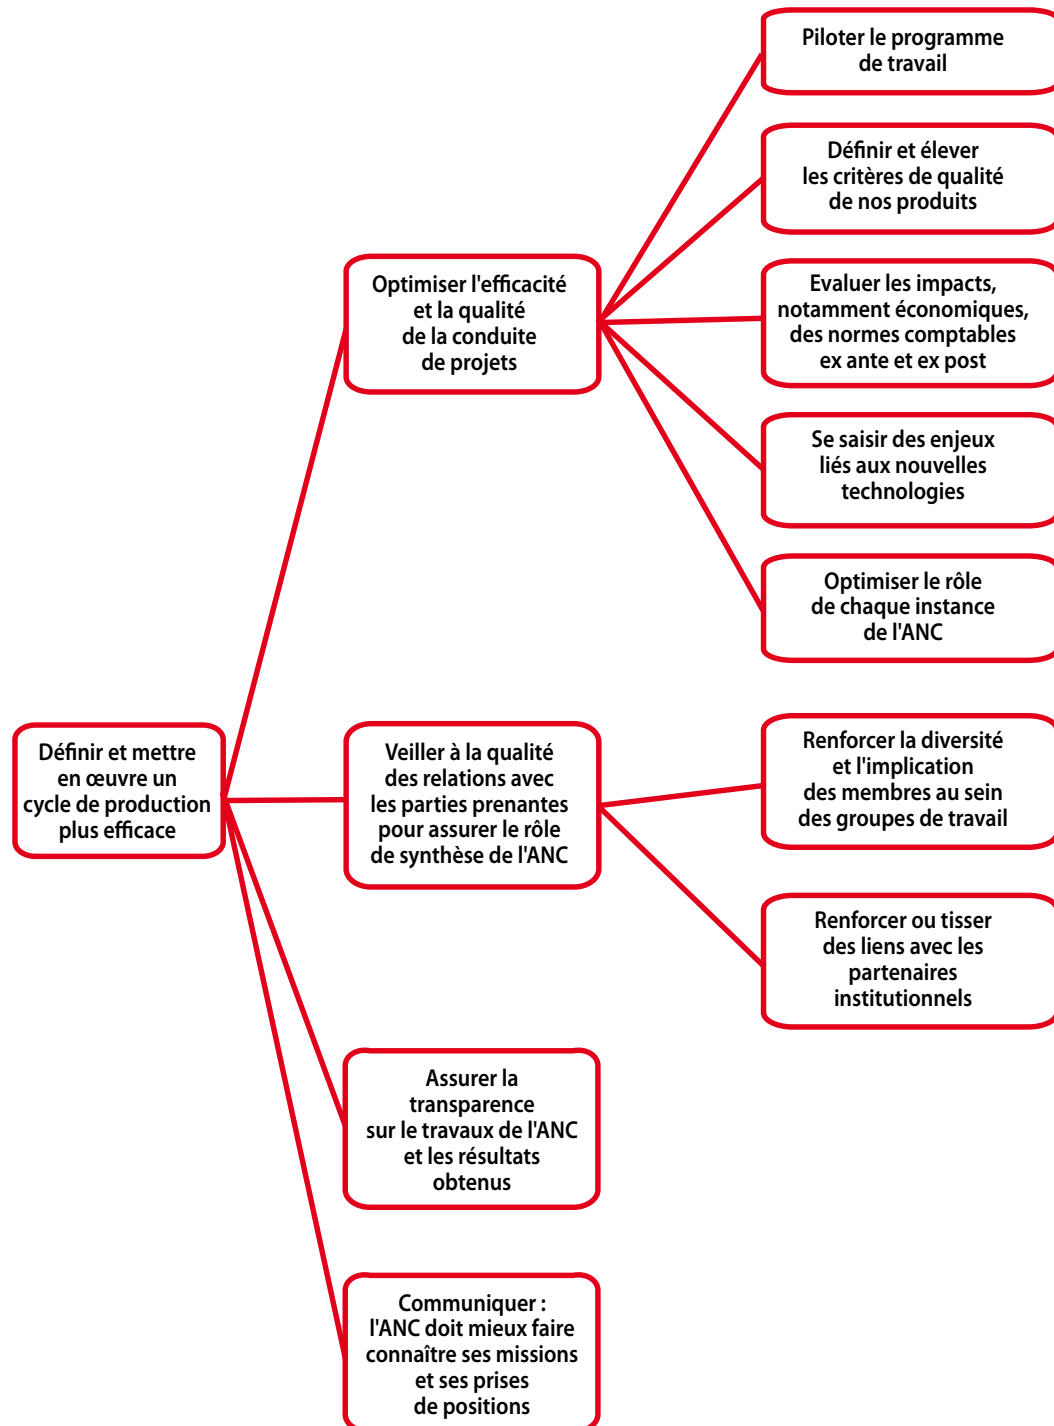 Définir et mettre
en œuvre un
cycle de production
plus efficace
Optimiser l'efficacité
et la qualité
de la conduite
de projets
Piloter le programme
de travail
Définir et élever
les critères de qualité
de nos produits
Evaluer les impacts,
notamment économiques,
des normes comptables
ex ante et ex post
Se saisir des enjeux
liés aux nouvelles
technologies
Optimiser le rôle
de chaque instance
de l'ANC
Veiller à la qualité
des relations avec
les parties prenantes
pour assurer le rôle
de synthèse de l'ANC
Renforcer la diversité
et l'implication
des membres au sein
des groupes de travail
Renforcer ou tisser
des liens avec les
partenaires
institutionnels
Assurer la
transparence
sur le travaux de l'ANC
et les résultats
obtenus
Communiquer :
l'ANC doit mieux faire
connaître ses missions
et ses prises
de positions